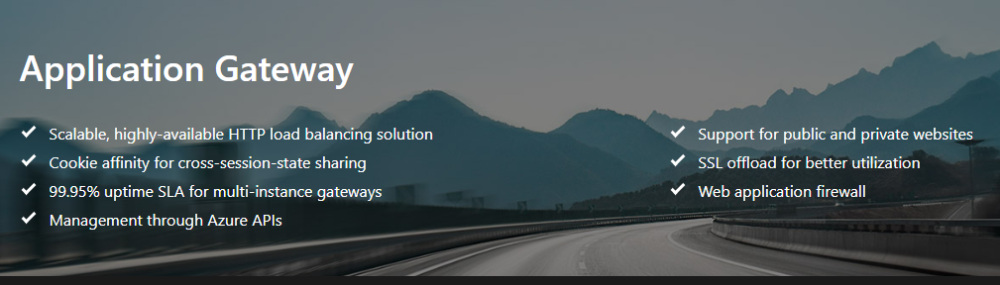 Application Gateway
Scalable, highly-available HTTP load balancing solution
Cookie affinity for cross-session-state sharing
99.95% uptime SLA for multi-instance gateways
Management through Azure APIs
Support for public and private websites
SSL offload for better utilization
Web application firewall